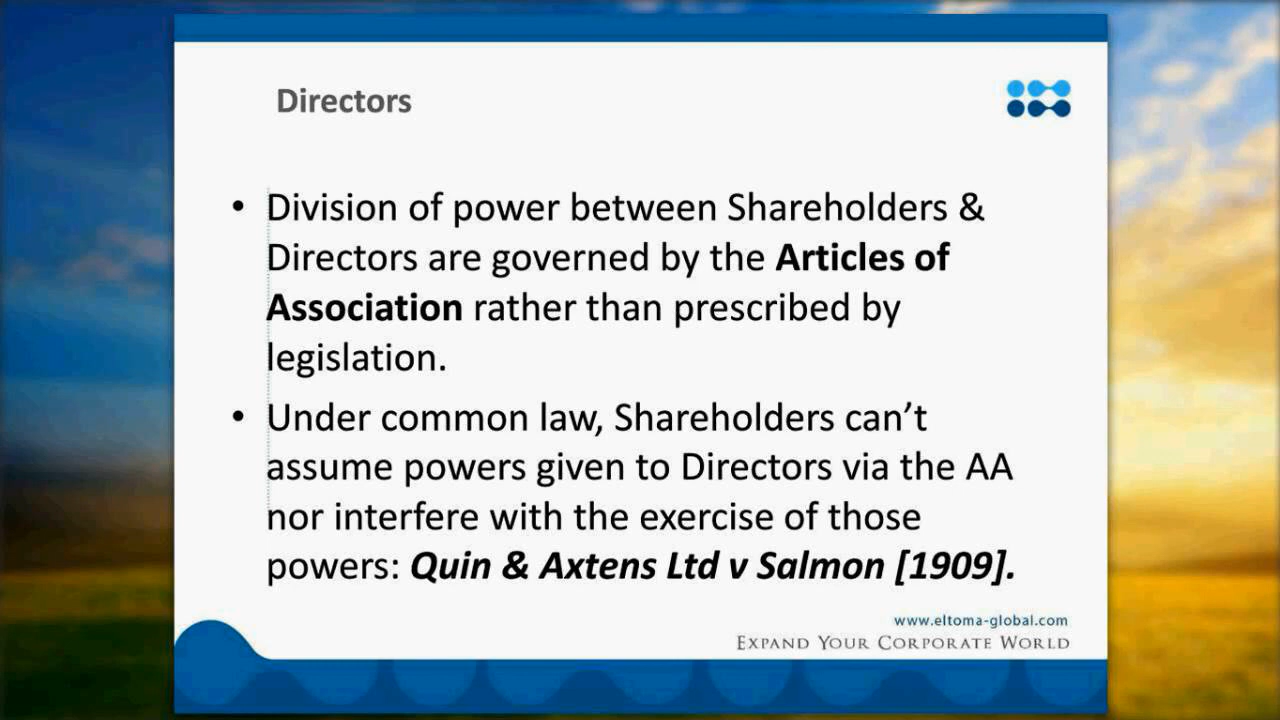 Directors
• Division of power between Shareholders &
Directors are governed by the Articles of
Association rather than prescribed by
legislation.
• Under common law, Shareholders can’t
assume powers given to Directors via the AA
nor interfere with the exercise of those
powers: Quin & Axtens Ltd v Salmon [1909].
www.eltoma-global.com
Expand Your Corporate World